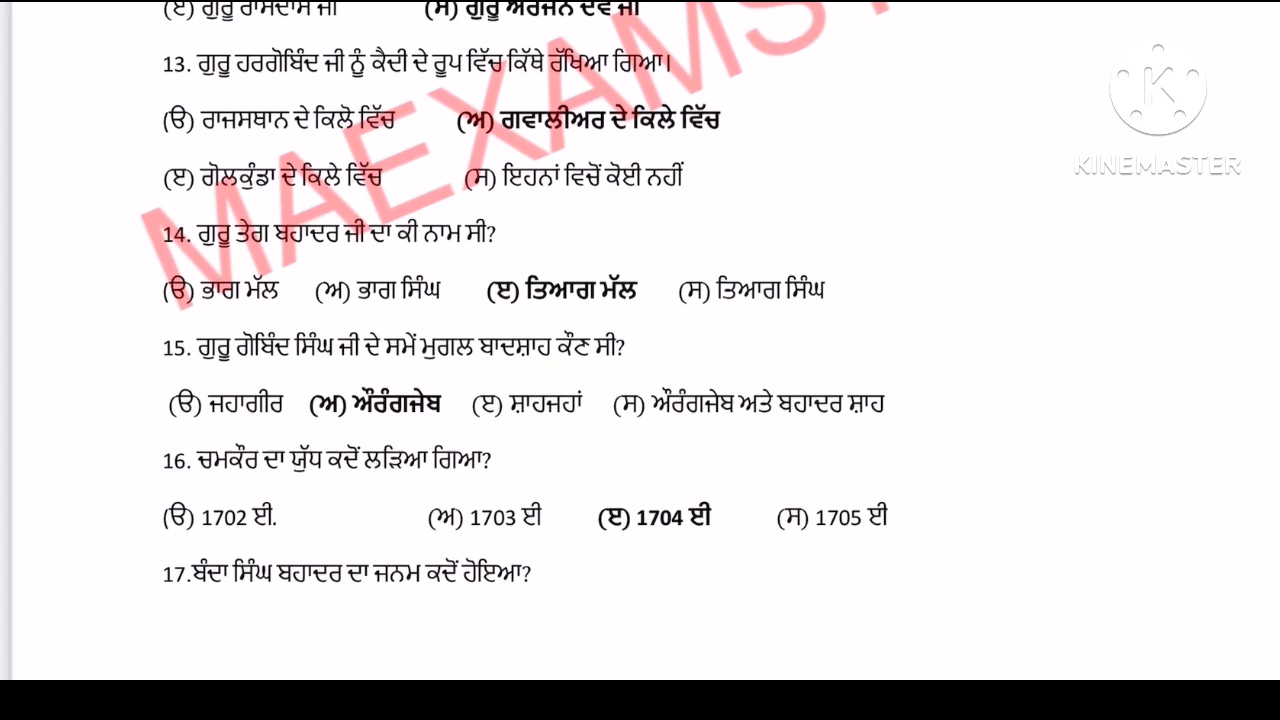 (ੲ) ਗੁਰੂ ਰਾਮਦਾਸ ਜੀ (ਸ) ਗੁਰੂ ਅਰਜਨ ਦੇਵ ਜੀ
13. ਗੁਰੂ ਹਰਗੋਬਿੰਦ ਜੀ ਨੂੰ ਕੈਦੀ ਦੇ ਰੂਪ ਵਿੱਚ ਕਿੱਥੇ ਰੱਖਿਆ ਗਿਆ।
(ੳ) ਰਾਜਸਥਾਨ ਦੇ ਕਿਲੇ ਵਿੱਚ (ਅ) ਗਵਾਲੀਅਰ ਦੇ ਕਿਲੇ ਵਿੱਚ
(ੲ) ਗੋਲਕੁੰਡਾ ਦੇ ਕਿਲੇ ਵਿੱਚ (ਸ) ਇਹਨਾਂ ਵਿਚੋਂ ਕੋਈ ਨਹੀਂ
14. ਗੁਰੂ ਤੇਗ ਬਹਾਦਰ ਜੀ ਦਾ ਕੀ ਨਾਮ ਸੀ?
(ੳ) ਭਾਗ ਮੱਲ (ਅ) ਭਾਗ ਸਿੰਘ (ੲ) ਤਿਆਗ ਮੱਲ (ਸ) ਤਿਆਗ ਸਿੰਘ
15. ਗੁਰੂ ਗੋਬਿੰਦ ਸਿੰਘ ਜੀ ਦੇ ਸਮੇਂ ਮੁਗਲ ਬਾਦਸ਼ਾਹ ਕੌਣ ਸੀ?
(ੳ) ਜਹਾਗੀਰ (ਅ) ਔਰੰਗਜੇਬ (ੲ) ਸ਼ਾਹਜਹਾਂ (ਸ) ਔਰੰਗਜੇਬ ਅਤੇ ਬਹਾਦਰ ਸ਼ਾਹ
16. ਚਮਕੌਰ ਦਾ ਯੁੱਧ ਕਦੋਂ ਲੜਿਆ ਗਿਆ?
(ੳ) 1702 ਈ. (ਅ) 1703 ਈ (ੲ) 1704 ਈ (ਸ) 1705 ਈ
17.ਬੰਦਾ ਸਿੰਘ ਬਹਾਦਰ ਦਾ ਜਨਮ ਕਦੋਂ ਹੋਇਆ?
MAEXAMS
K
KINEMASTER